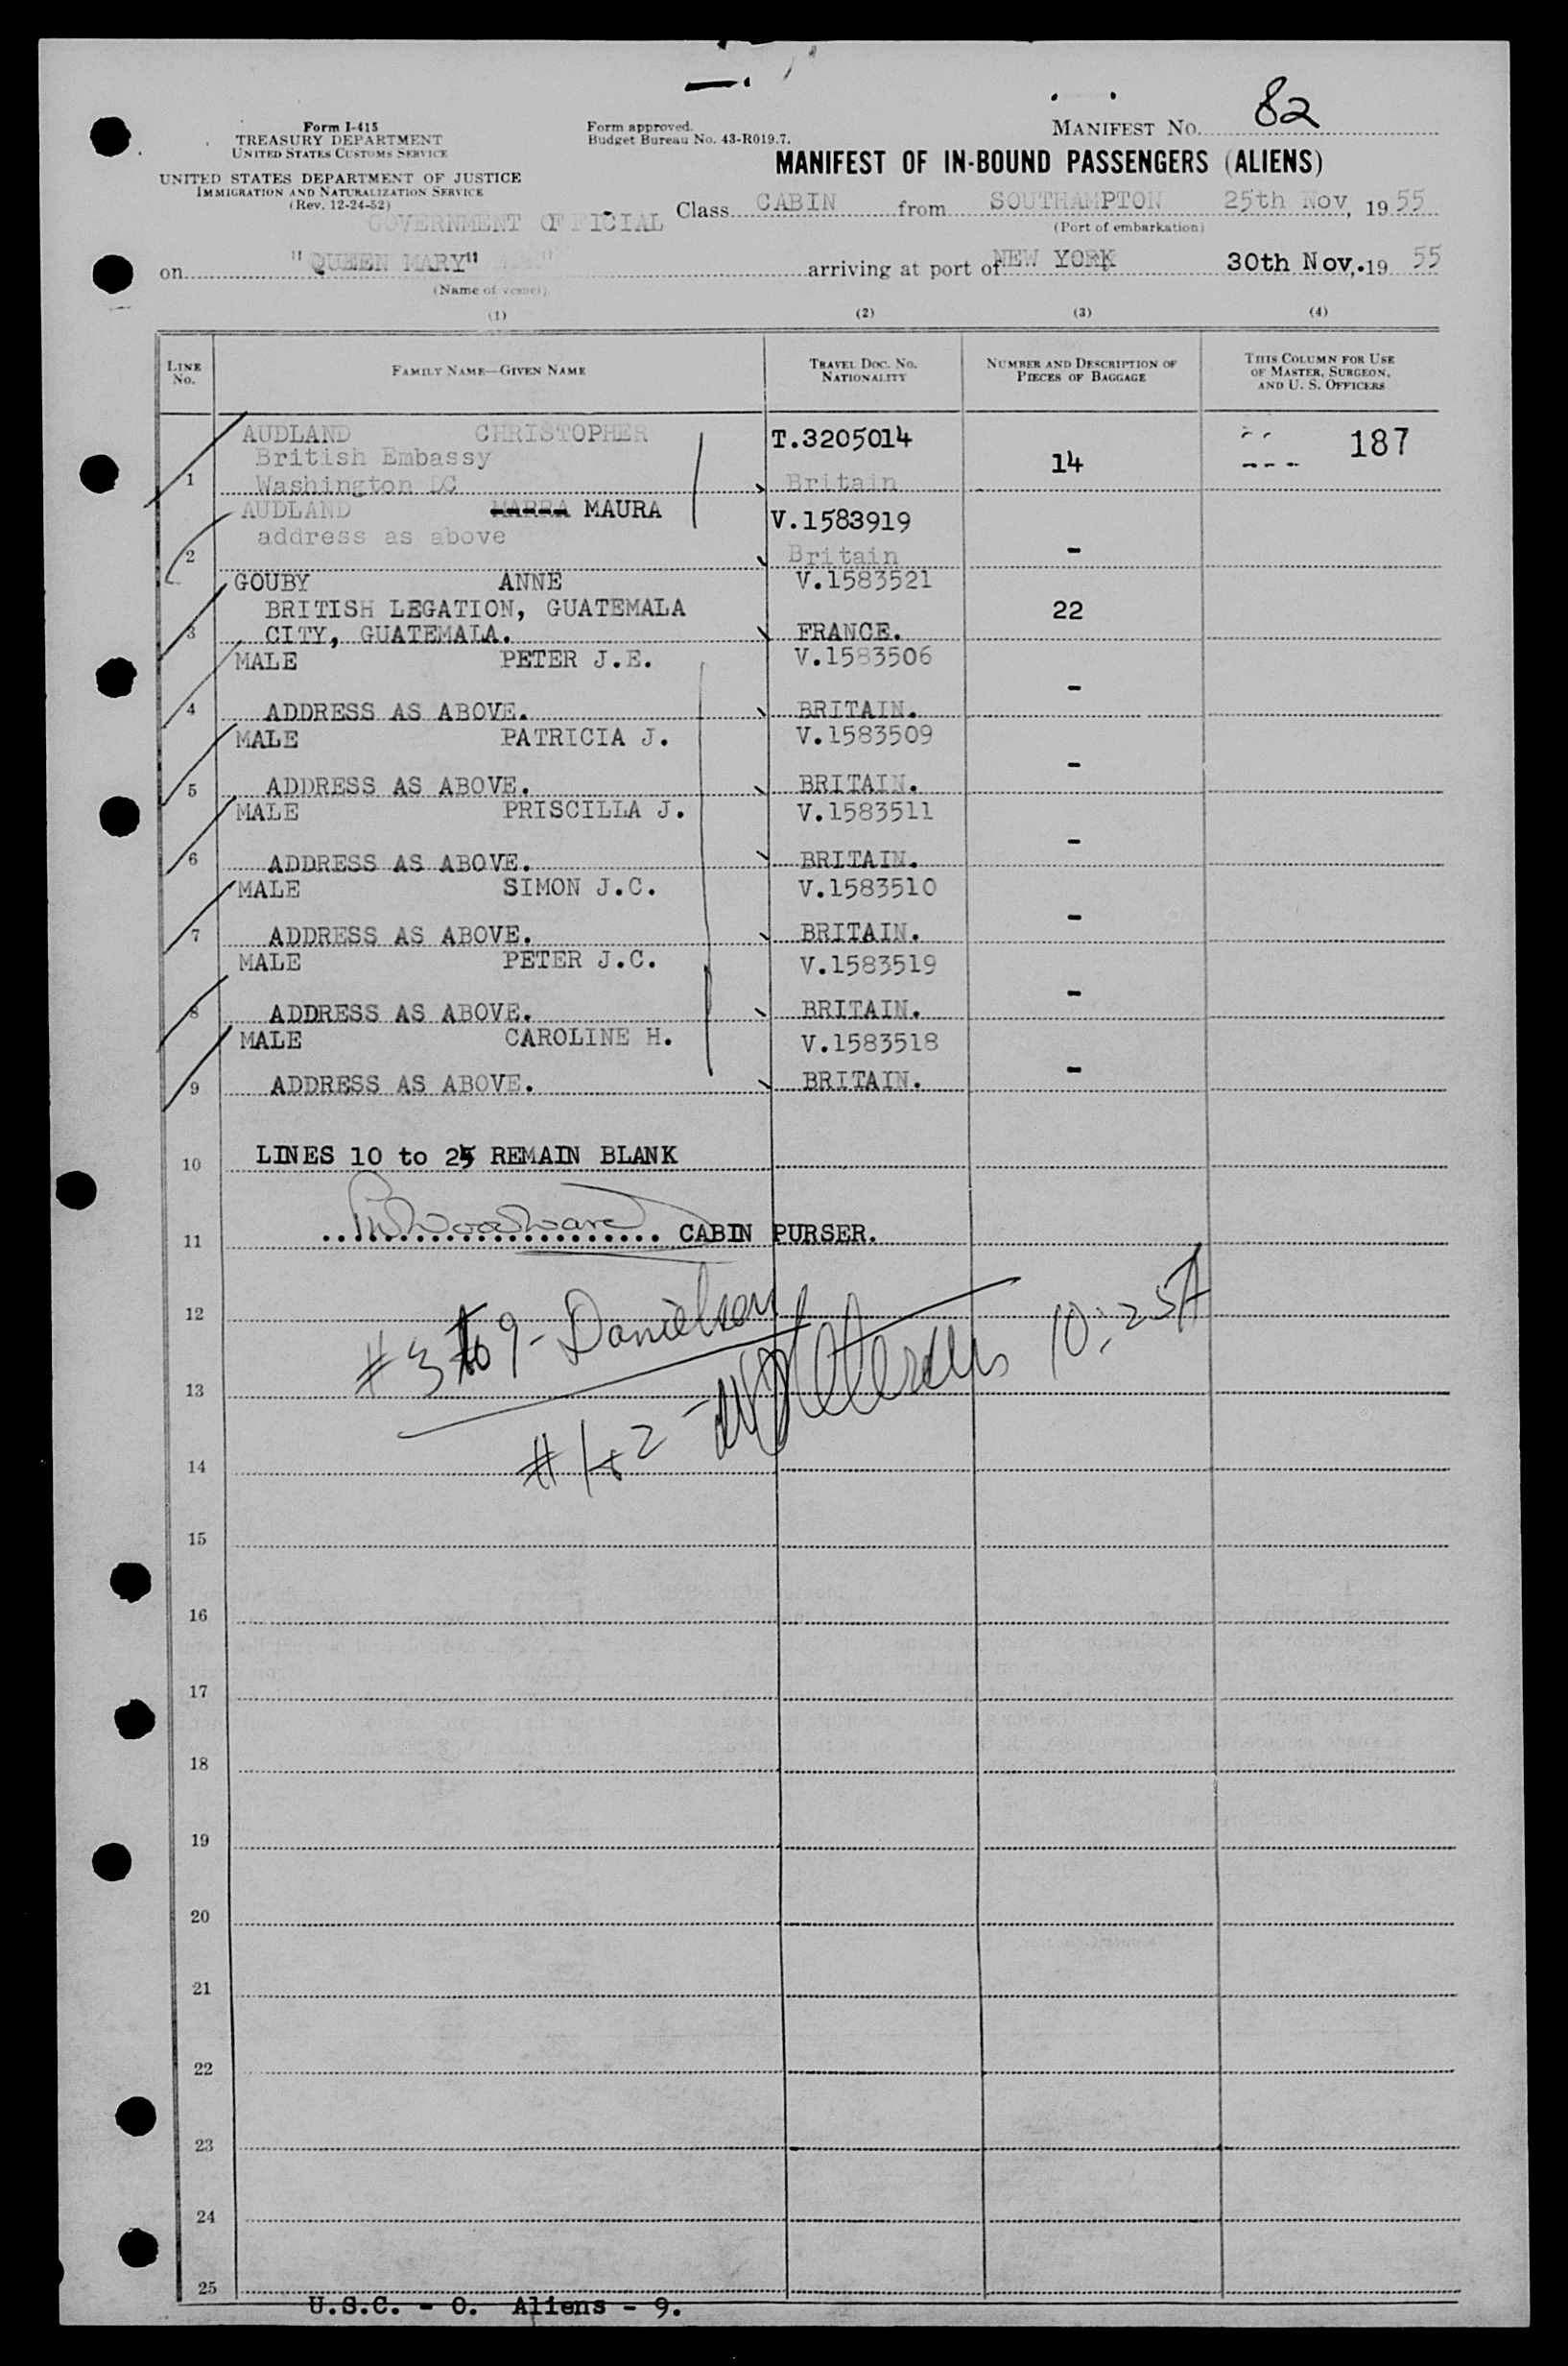 82
Form I-415
TREASURY DEPARTMENT
UNITED STATES CUSTOMS SERVICE
UNITED STATES DEPARTMENT OF JUSTICE
IMMIGRATION AND NATURALIZATION SERVICE
(Rev. 12-24-52)
Form approved.
Budget Bureau No. 43-R019.7.
MANIFEST NO.
MANIFEST OF IN-BOUND PASSENGERS (ALIENS)
GOVERNMENT OFFICIAL Class CABIN from SOUTHAMPTON 25th Nov, 1955
(Port of embarkation)
on "QUEEN MARY" arriving at port of NEW YORK 30th Nov,.1955
(Name of vessel)
(1) (2) (3) (4)
LINE No. FAMILY NAME—GIVEN NAME TRAVEL DOC. NO. NATIONALITY NUMBER AND DESCRIPTION OF PIECES OF BAGGAGE THIS COLUMN FOR USE OF MASTER, SURGEON, AND U. S. OFFICERS
AUDLAND CHRISTOPHER T.3205014 187
British Embassy 14
1 Washington DC Britain
AUDLAND MAURA V.1583919
address as above -
2 Britain
GOUBY ANNE V.1583521
BRITISH LEGATION, GUATEMALA 22
3 CITY, GUATEMALA. FRANCE.
MALE PETER J.E. V.1583506
-
4 ADDRESS AS ABOVE. BRITAIN.
MALE PATRICIA J. V.1583509
-
5 ADDRESS AS ABOVE. BRITAIN.
MALE PRISCILLA J. V.1583511
-
6 ADDRESS AS ABOVE. BRITAIN.
MALE SIMON J.C. V.1583510
-
7 ADDRESS AS ABOVE. BRITAIN.
MALE PETER J.C. V.1583519
-
8 ADDRESS AS ABOVE. BRITAIN.
MALE CAROLINE H. V.1583518
-
9 ADDRESS AS ABOVE. BRITAIN.
10 LINES 10 to 25 REMAIN BLANK
11 CABIN PURSER.
12
# 3 to 9 - Danielson
10:25A
13
# 1+2 -
14
15
16
17
18
19
20
21
22
23
24
25
U.S.C. - 0. Aliens - 9.